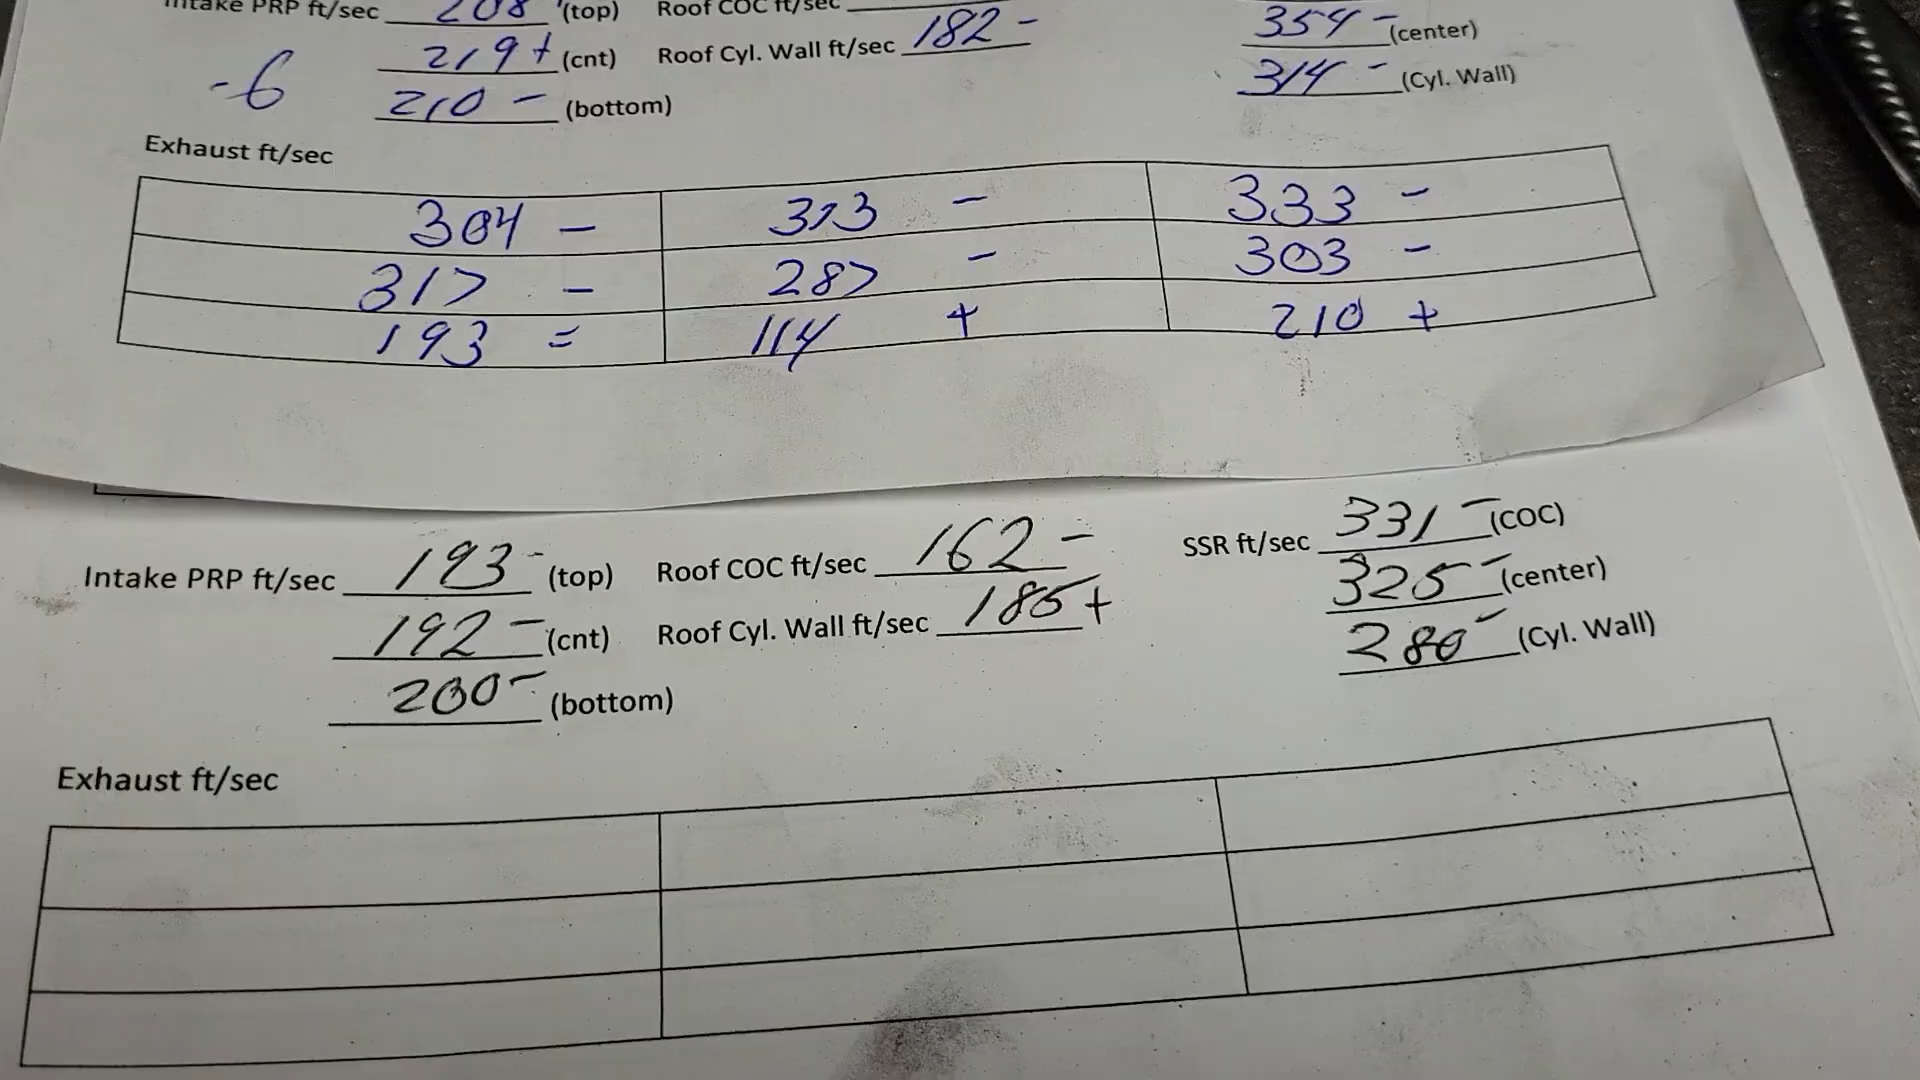 Intake PRP ft/sec 208 (top) Roof COC ft/sec
219 + (cnt) Roof Cyl. Wall ft/sec 182 - 354 - (center)
-6 210 - (bottom) 314 - (Cyl. Wall)
Exhaust ft/sec
304 - 313 - 333 -
317 - 287 - 303 -
193 = 114 + 210 +
Intake PRP ft/sec 193 - (top) Roof COC ft/sec 162 - SSR ft/sec 331 - (COC)
192 - (cnt) Roof Cyl. Wall ft/sec 185 + 325 - (center)
200 - (bottom) 280 - (Cyl. Wall)
Exhaust ft/sec